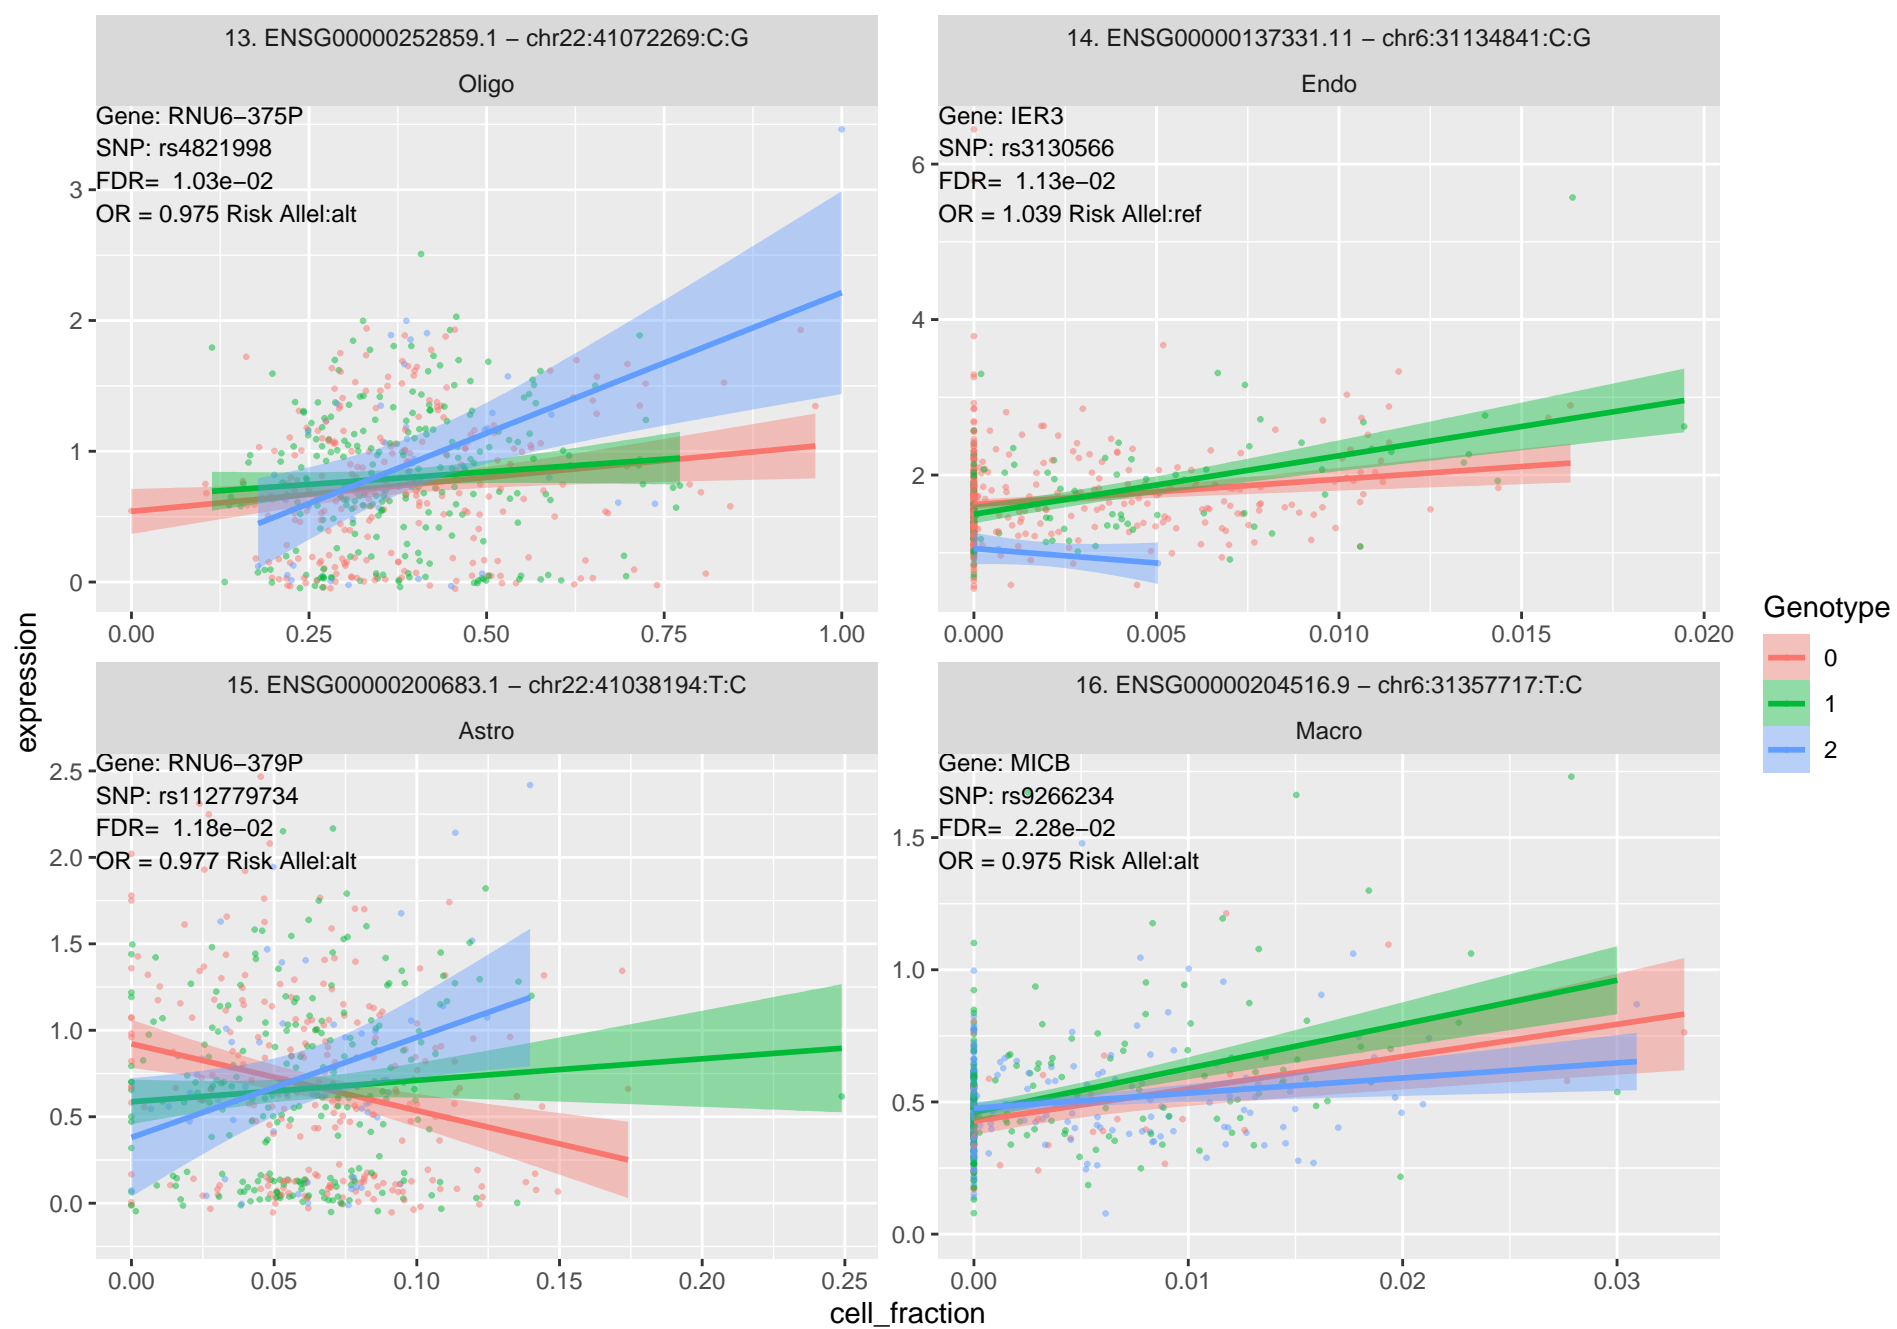 13. ENSG00000252859.1 − chr22:41072269:C:G
Oligo
Gene: RNU6−375P
SNP: rs4821998
FDR= 1.03e−02
OR = 0.975 Risk Allel:alt
3
2
1
0
0.00 0.25 0.50 0.75 1.00
14. ENSG00000137331.11 − chr6:31134841:C:G
Endo
Gene: IER3
SNP: rs3130566
FDR= 1.13e−02
OR = 1.039 Risk Allel:ref
6
4
2
0.000 0.005 0.010 0.015 0.020
15. ENSG00000200683.1 − chr22:41038194:T:C
Astro
Gene: RNU6−379P
SNP: rs112779734
FDR= 1.18e−02
OR = 0.977 Risk Allel:alt
2.5
2.0
1.5
1.0
0.5
0.0
0.00 0.05 0.10 0.15 0.20 0.25
16. ENSG00000204516.9 − chr6:31357717:T:C
Macro
Gene: MICB
SNP: rs9266234
FDR= 2.28e−02
OR = 0.975 Risk Allel:alt
1.5
1.0
0.5
0.0
0.00 0.01 0.02 0.03
expression
cell_fraction
Genotype
0
1
2